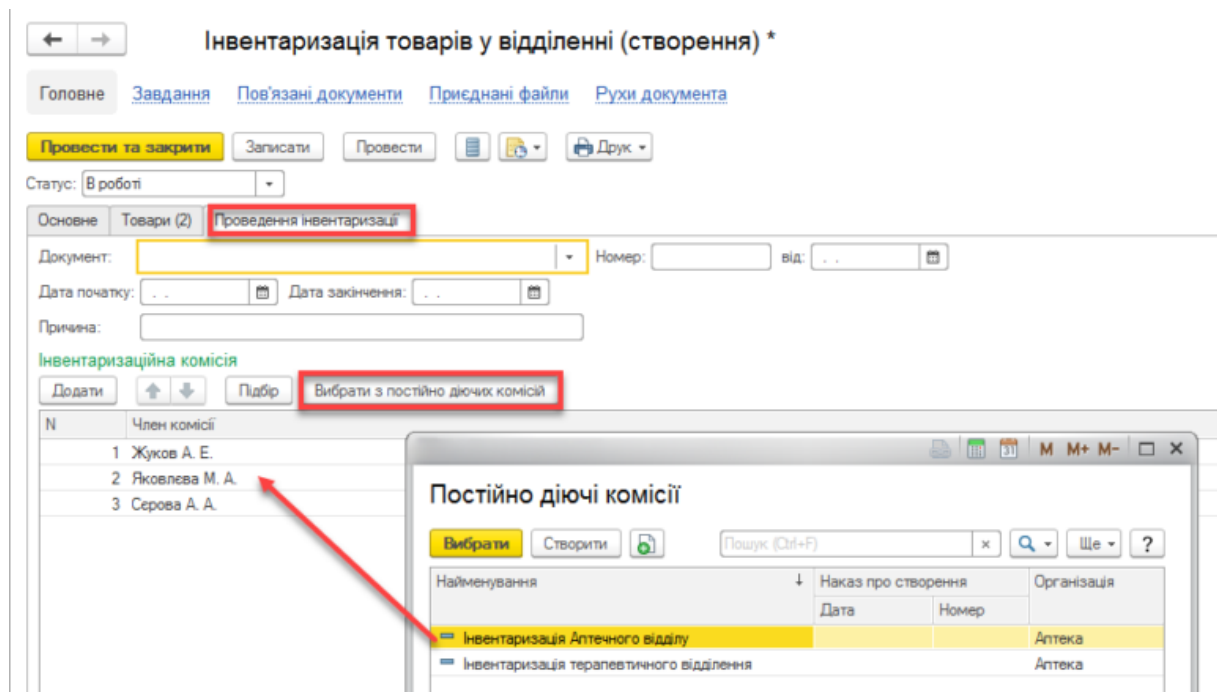 Інвентаризація товарів у відділенні (створення) *
Головне Завдання Пов'язані документи Приєднані файли Рухи документа
Провести та закрити Записати Провести Друк
Статус: В роботі
Основне Товари (2) Проведення інвентаризації
Документ: Номер: від: . .
Дата початку: . . Дата закінчення: . .
Причина:
Інвентаризаційна комісія
Додати Підбір Вибрати з постійно діючих комісій
N Член комісії
1 Жуков А. Е.
2 Яковлєва М. А.
3 Сєрова А. А.
31 M M+ M-
Постійно діючі комісії
Вибрати Створити Пошук (Ctrl+F) × Ще ?
Найменування ↓ Наказ про створення Організація
Дата Номер
Інвентаризація Аптечного відділу Аптека
Інвентаризація терапевтичного відділення Аптека